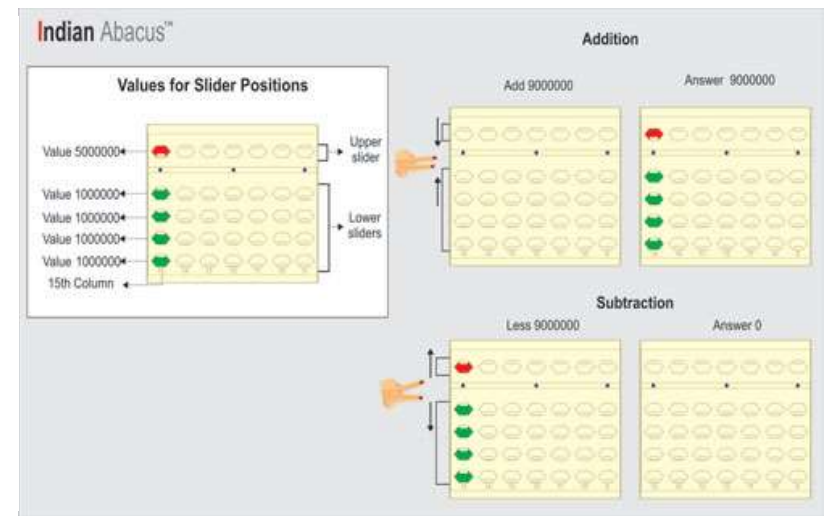 Indian Abacus™
Values for Slider Positions
Value 5000000
Upper
slider
Value 1000000
Value 1000000
Value 1000000
Value 1000000
Lower
sliders
15th Column
Addition
Add 9000000
Answer 9000000
Subtraction
Less 9000000
Answer 0